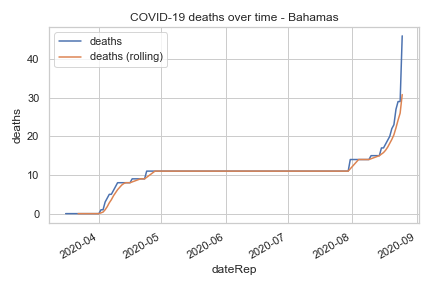 COVID-19 deaths over time - Bahamas
deaths
deaths (rolling)
40
30
20
10
0
deaths
2020-04
2020-05
2020-06
2020-07
2020-08
2020-09
dateRep